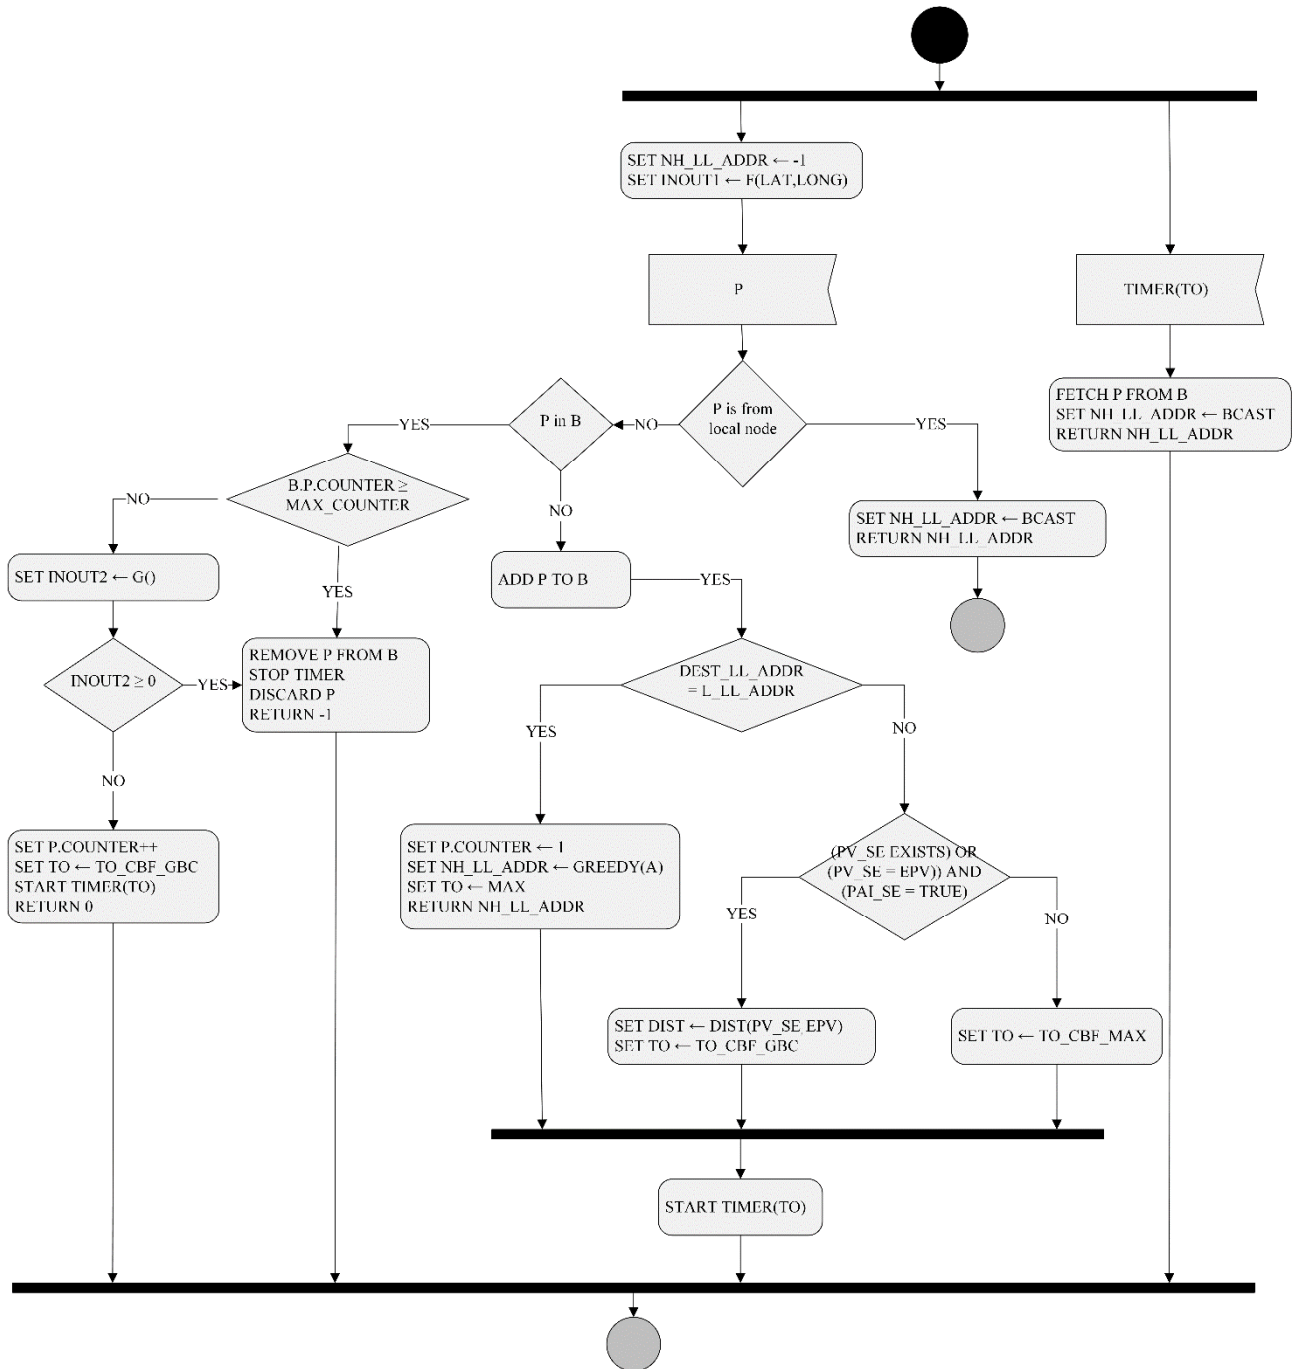 SET NH_LL_ADDR ← -1
SET INOUT1 ← F(LAT,LONG)
P
TIMER(TO)
FETCH P FROM B
SET NH_LL_ADDR ← BCAST
RETURN NH_LL_ADDR
P is from
local node
YES
NO
P in B
YES
NO
B.P.COUNTER ≥
MAX_COUNTER
NO
YES
SET NH_LL_ADDR ← BCAST
RETURN NH_LL_ADDR
SET INOUT2 ← G()
ADD P TO B
YES
INOUT2 ≥ 0
YES
NO
REMOVE P FROM B
STOP TIMER
DISCARD P
RETURN -1
DEST_LL_ADDR
= L_LL_ADDR
YES
NO
SET P.COUNTER++
SET TO ← TO_CBF_GBC
START TIMER(TO)
RETURN 0
SET P.COUNTER ← 1
SET NH_LL_ADDR ← GREEDY(A)
SET TO ← MAX
RETURN NH_LL_ADDR
(PV_SE EXISTS) OR
(PV_SE = EPV)) AND
(PAI_SE = TRUE)
YES
NO
SET DIST ← DIST(PV_SE,EPV)
SET TO ← TO_CBF_GBC
SET TO ← TO_CBF_MAX
START TIMER(TO)